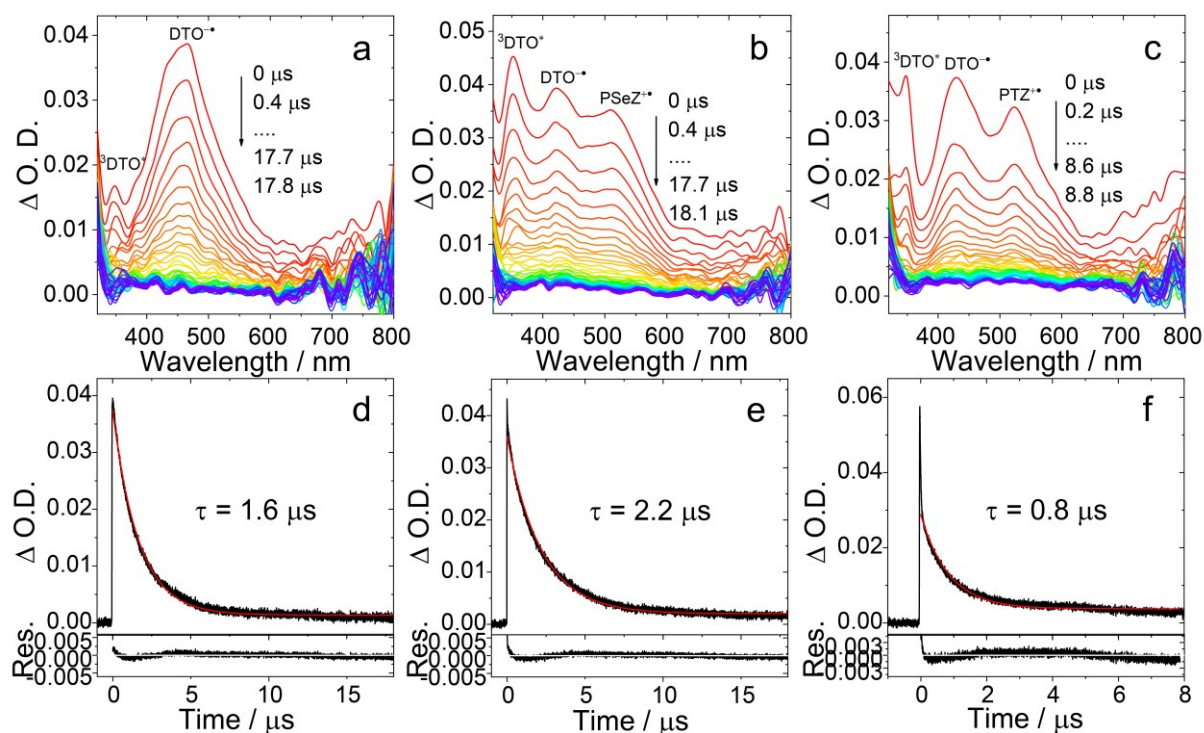 a
0.04
0.03
0.02
0.01
0.00
Δ O. D.
³DTO*
DTO⁻•
0 μs
0.4 μs
....
17.7 μs
17.8 μs
400 500 600 700 800
Wavelength / nm
b
0.05
0.04
0.03
0.02
0.01
0.00
Δ O. D.
³DTO*
DTO⁻•
PSeZ⁺•
0 μs
0.4 μs
....
17.7 μs
18.1 μs
400 500 600 700 800
Wavelength / nm
c
0.04
0.03
0.02
0.01
0.00
Δ O. D.
³DTO*
DTO⁻•
PTZ⁺•
0 μs
0.2 μs
....
8.6 μs
8.8 μs
400 500 600 700 800
Wavelength / nm
d
0.04
0.03
0.02
0.01
0.00
Δ O.D.
τ = 1.6 μs
Res.
0.005
0.000
-0.005
0 5 10 15
Time / μs
e
0.04
0.03
0.02
0.01
0.00
Δ O.D.
τ = 2.2 μs
Res.
0.005
0.000
-0.005
0 5 10 15
Time / μs
f
0.06
0.04
0.02
0.00
Δ O.D.
τ = 0.8 μs
Res.
0.003
0.000
0.003
0 2 4 6 8
Time / μs